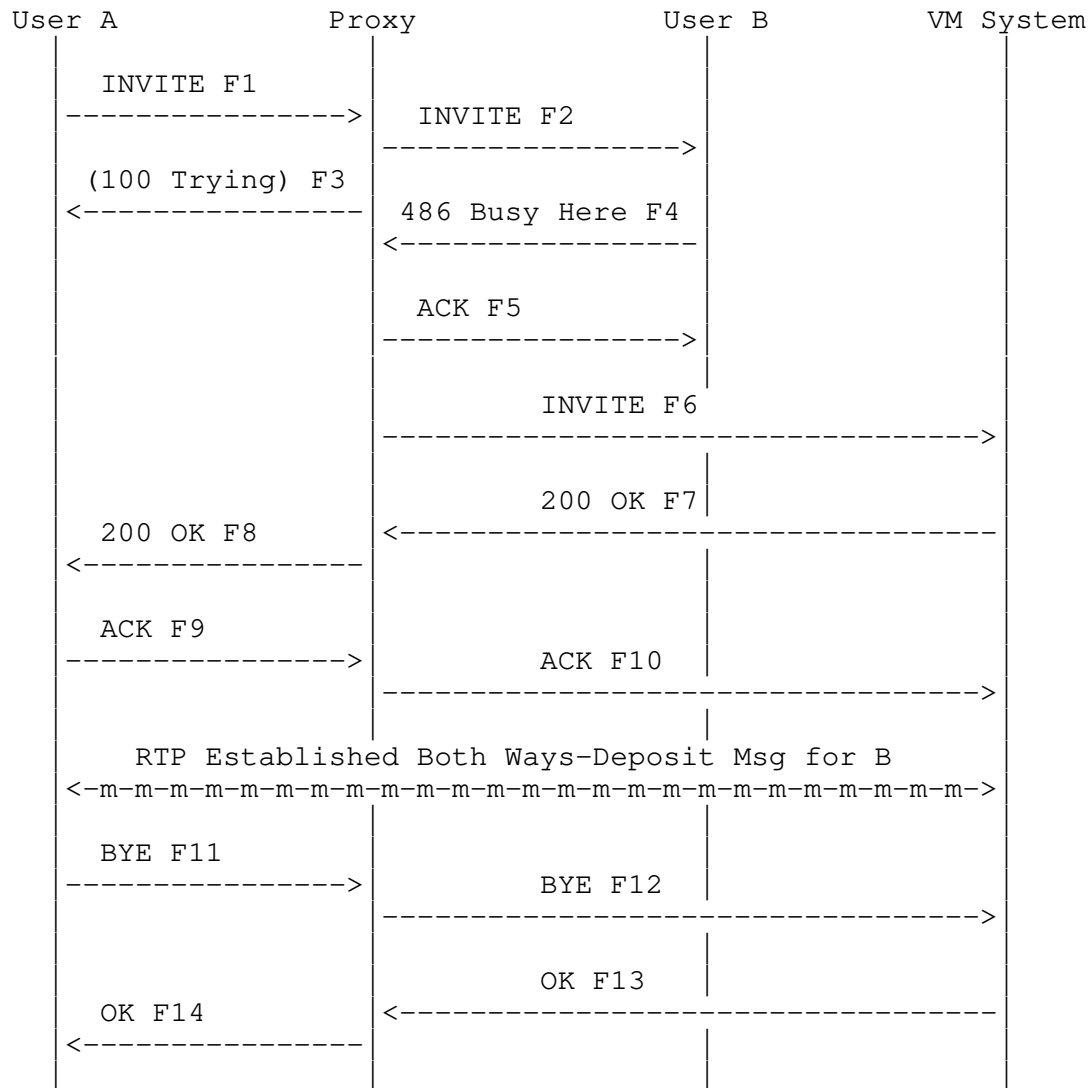 User A Proxy User B VM System
INVITE F1
INVITE F2
(100 Trying) F3
486 Busy Here F4
ACK F5
INVITE F6
200 OK F7
200 OK F8
ACK F9
ACK F10
RTP Established Both Ways-Deposit Msg for B
<-m-m-m-m-m-m-m-m-m-m-m-m-m-m-m-m-m-m-m-m-m-m-m-m-m->
BYE F11
BYE F12
OK F13
OK F14